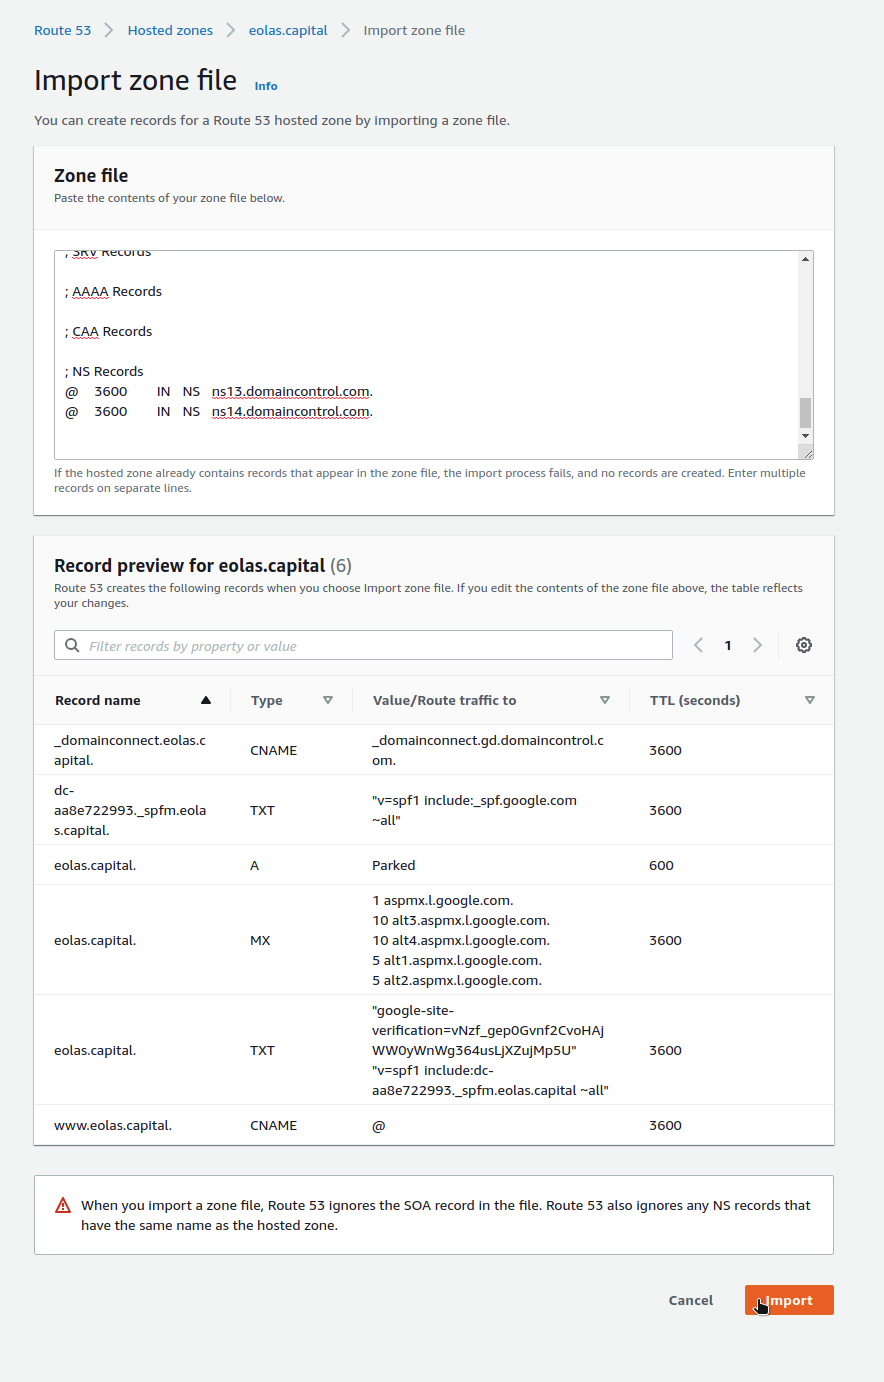 Route 53 > Hosted zones > eolas.capital > Import zone file
Import zone file Info
You can create records for a Route 53 hosted zone by importing a zone file.
Zone file
Paste the contents of your zone file below.
; SRV Records
; AAAA Records
; CAA Records
; NS Records
@ 3600 IN NS ns13.domaincontrol.com.
@ 3600 IN NS ns14.domaincontrol.com.
If the hosted zone already contains records that appear in the zone file, the import process fails, and no records are created. Enter multiple
records on separate lines.
Record preview for eolas.capital (6)
Route 53 creates the following records when you choose Import zone file. If you edit the contents of the zone file above, the table reflects
your changes.
Filter records by property or value
1
Record name Type Value/Route traffic to TTL (seconds)
_domainconnect.eolas.c
apital.
CNAME
_domainconnect.gd.domaincontrol.c
om.
3600
dc-
aa8e722993._spfm.eola
s.capital.
TXT
"v=spf1 include:_spf.google.com
~all"
3600
eolas.capital. A Parked 600
eolas.capital.
MX
1 aspmx.l.google.com.
10 alt3.aspmx.l.google.com.
10 alt4.aspmx.l.google.com.
5 alt1.aspmx.l.google.com.
5 alt2.aspmx.l.google.com.
3600
eolas.capital.
TXT
"google-site-
verification=vNzf_gep0Gvnf2CvoHAj
WW0yWnWg364usLjXZujMp5U"
"v=spf1 include:dc-
aa8e722993._spfm.eolas.capital ~all"
3600
www.eolas.capital. CNAME @ 3600
When you import a zone file, Route 53 ignores the SOA record in the file. Route 53 also ignores any NS records that
have the same name as the hosted zone.
Cancel Import